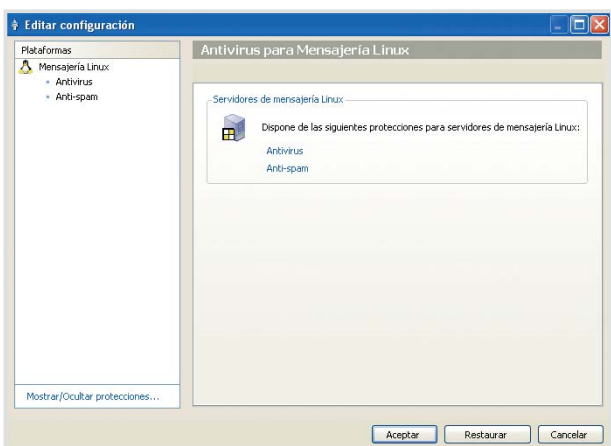 Editar configuración
Plataformas
Mensajería Linux
Antivirus
Anti-spam
Mostrar/Ocultar protecciones...
Antivirus para Mensajería Linux
Servidores de mensajería Linux
Dispone de las siguientes protecciones para servidores de mensajería Linux:
Antivirus
Anti-spam
Aceptar
Restaurar
Cancelar